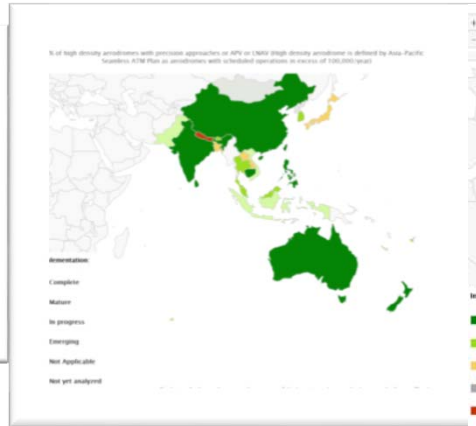 % of high density aerodromes with precision approaches or APV or LNAV (High density aerodrome is defined by Asia-Pacific
Seamless ATM Plan as aerodromes with scheduled operations in excess of 100,000/year)
lementation:
Complete
Mature
In progress
Emerging
Not Applicable
Not yet analyzed